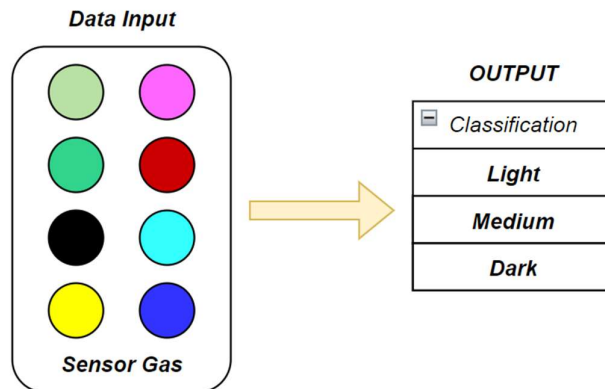 Data Input
Sensor Gas
OUTPUT
Classification
Light
Medium
Dark